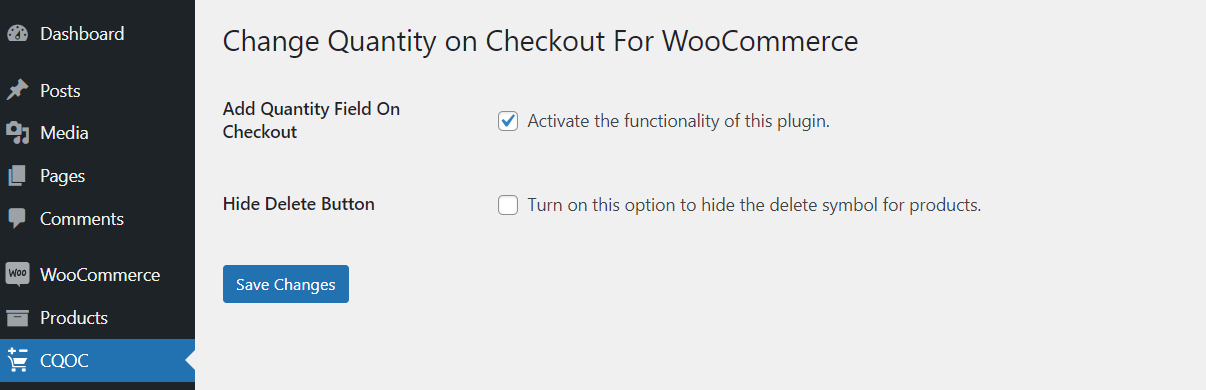 Dashboard
Posts
Media
Pages
Comments
Woo WooCommerce
Products
CQOC
Change Quantity on Checkout For WooCommerce
Add Quantity Field On
Checkout
Activate the functionality of this plugin.
Hide Delete Button
Turn on this option to hide the delete symbol for products.
Save Changes